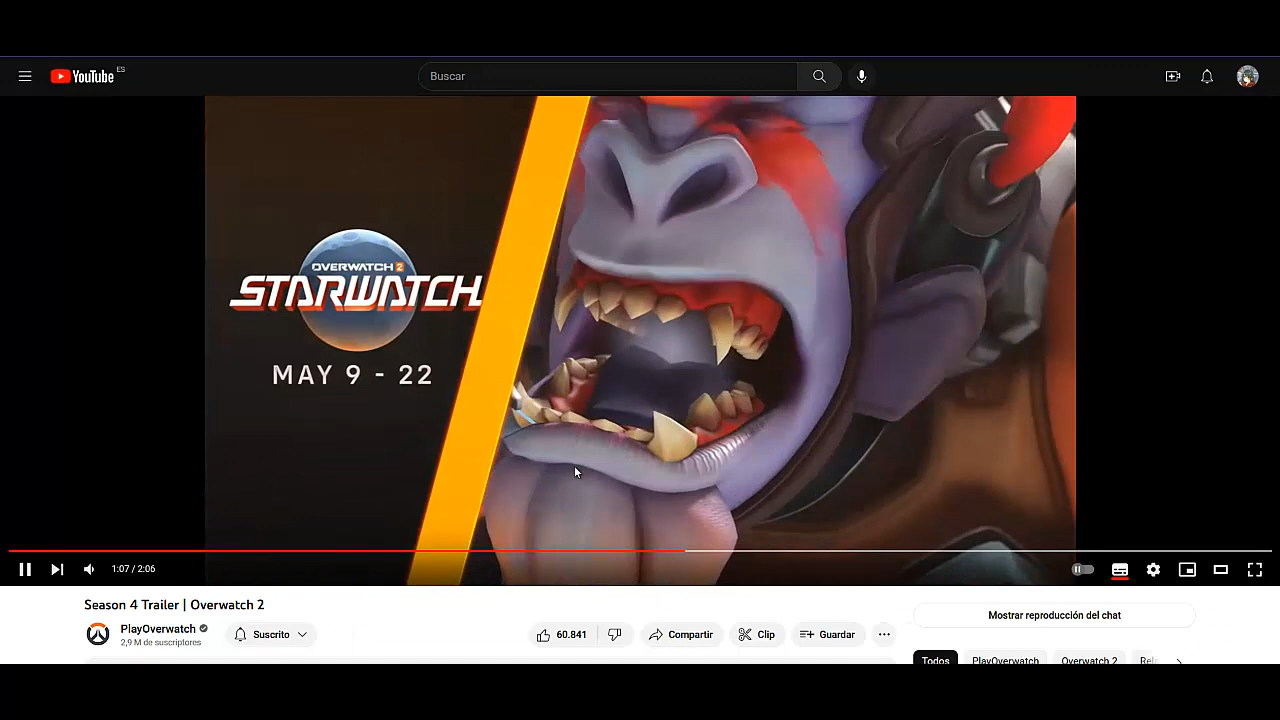 YouTube ES
Buscar
OVERWATCH 2
STARWATCH
MAY 9 - 22
1:07 / 2:06
Season 4 Trailer | Overwatch 2
PlayOverwatch
2,9 M de suscriptores
Suscrito
60.841
Compartir
Clip
Guardar
Mostrar reproducción del chat
Todos
PlayOverwatch
Overwatch 2